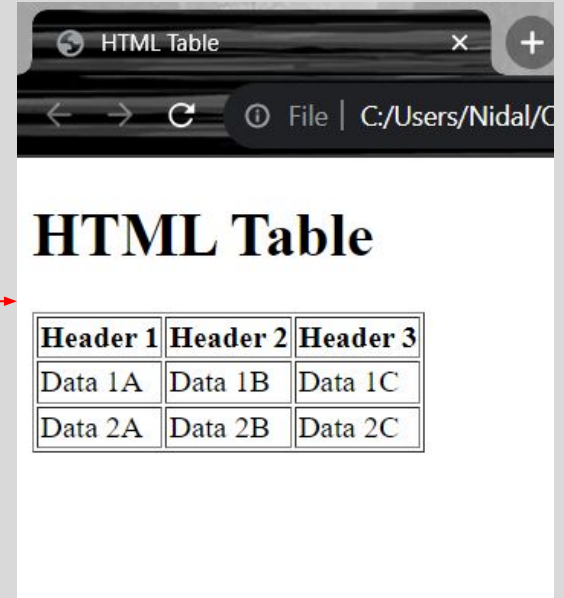 HTML Table
File | C:/Users/Nidal/
HTML Table
Header 1 Header 2 Header 3
Data 1A Data 1B Data 1C
Data 2A Data 2B Data 2C